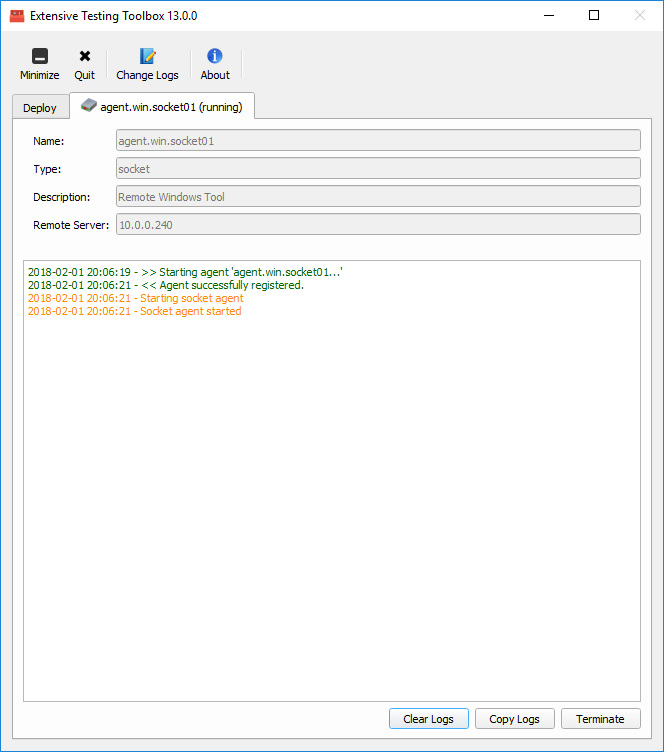 Extensive Testing Toolbox 13.0.0
Minimize Quit Change Logs About
Deploy agent.win.socket01 (running)
Name: agent.win.socket01
Type: socket
Description: Remote Windows Tool
Remote Server: 10.0.0.240
2018-02-01 20:06:19 - >> Starting agent 'agent.win.socket01...'
2018-02-01 20:06:21 - << Agent successfully registered.
2018-02-01 20:06:21 - Starting socket agent
2018-02-01 20:06:21 - Socket agent started
Clear Logs Copy Logs Terminate